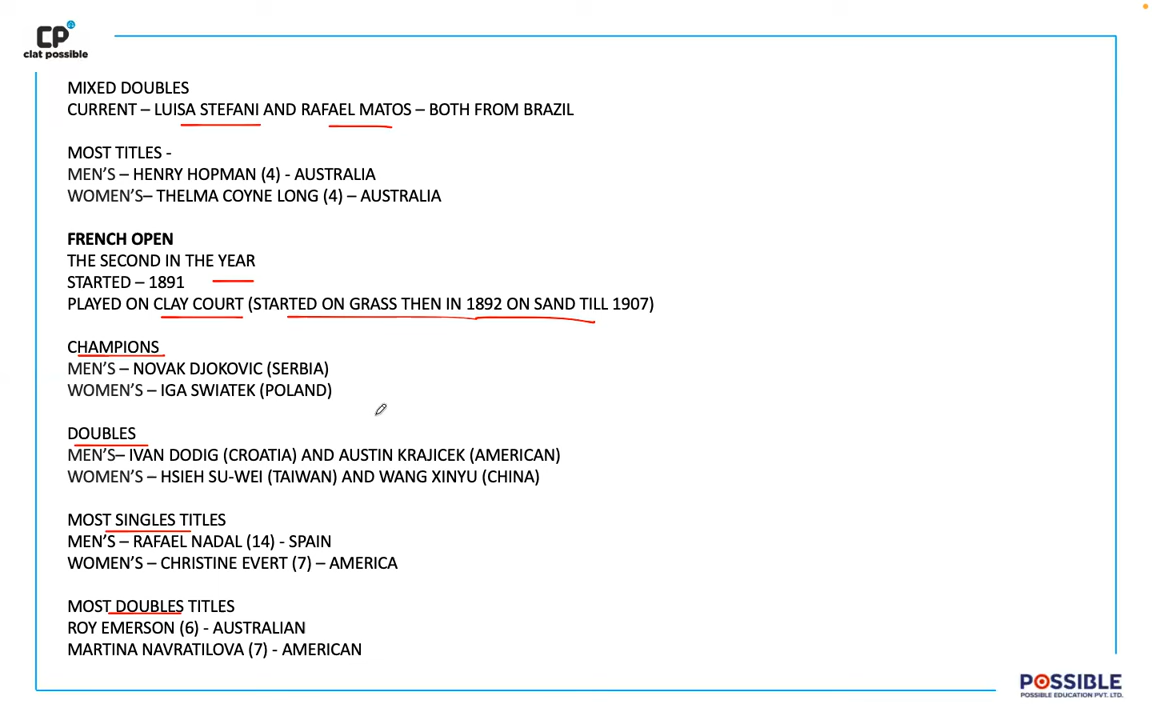 CP
clat possible
MIXED DOUBLES
CURRENT – LUISA STEFANI AND RAFAEL MATOS – BOTH FROM BRAZIL
MOST TITLES -
MEN'S – HENRY HOPMAN (4) - AUSTRALIA
WOMEN'S– THELMA COYNE LONG (4) – AUSTRALIA
FRENCH OPEN
THE SECOND IN THE YEAR
STARTED – 1891
PLAYED ON CLAY COURT (STARTED ON GRASS THEN IN 1892 ON SAND TILL 1907)
CHAMPIONS
MEN'S – NOVAK DJOKOVIC (SERBIA)
WOMEN'S – IGA SWIATEK (POLAND)
DOUBLES
MEN'S– IVAN DODIG (CROATIA) AND AUSTIN KRAJICEK (AMERICAN)
WOMEN'S – HSIEH SU-WEI (TAIWAN) AND WANG XINYU (CHINA)
MOST SINGLES TITLES
MEN'S – RAFAEL NADAL (14) - SPAIN
WOMEN'S – CHRISTINE EVERT (7) – AMERICA
MOST DOUBLES TITLES
ROY EMERSON (6) - AUSTRALIAN
MARTINA NAVRATILOVA (7) - AMERICAN
POSSIBLE
POSSIBLE EDUCATION PVT. LTD.